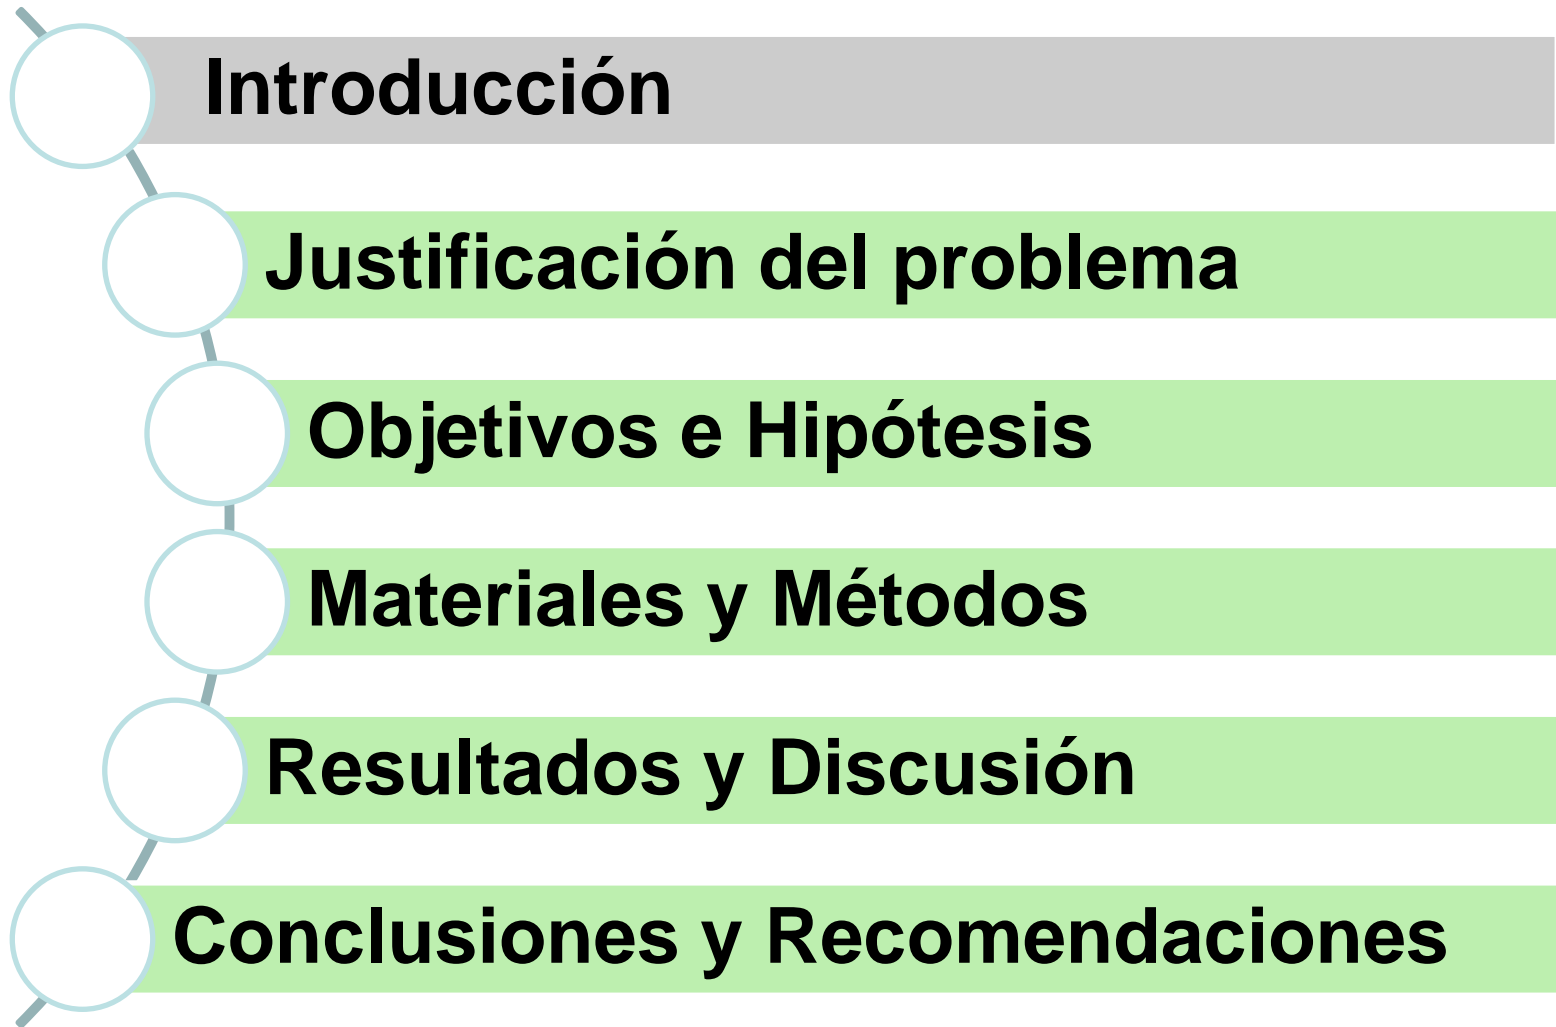 Introducción
Justificación del problema
Objetivos e Hipótesis
Materiales y Métodos
Resultados y Discusión
Conclusiones y Recomendaciones